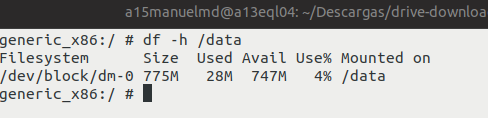 a15manuelmd@a13eql04: ~/Descargas/drive-downloa
generic_x86:/ # df -h /data
Filesystem Size Used Avail Use% Mounted on
/dev/block/dm-0 775M 28M 747M 4% /data
generic_x86:/ #